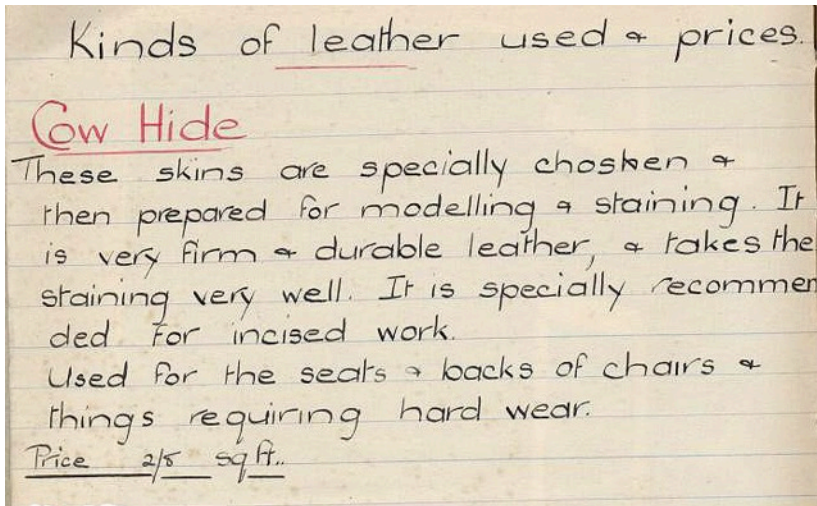 Kinds of leather used & prices.
Cow Hide
These skins are specially choshen &
then prepared for modelling & staining. It
is very firm & durable leather, & takes the
staining very well. It is specially recommen
ded for incised work.
Used for the seats & backs of chairs &
things requiring hard wear.
Price 2/5 sq ft..